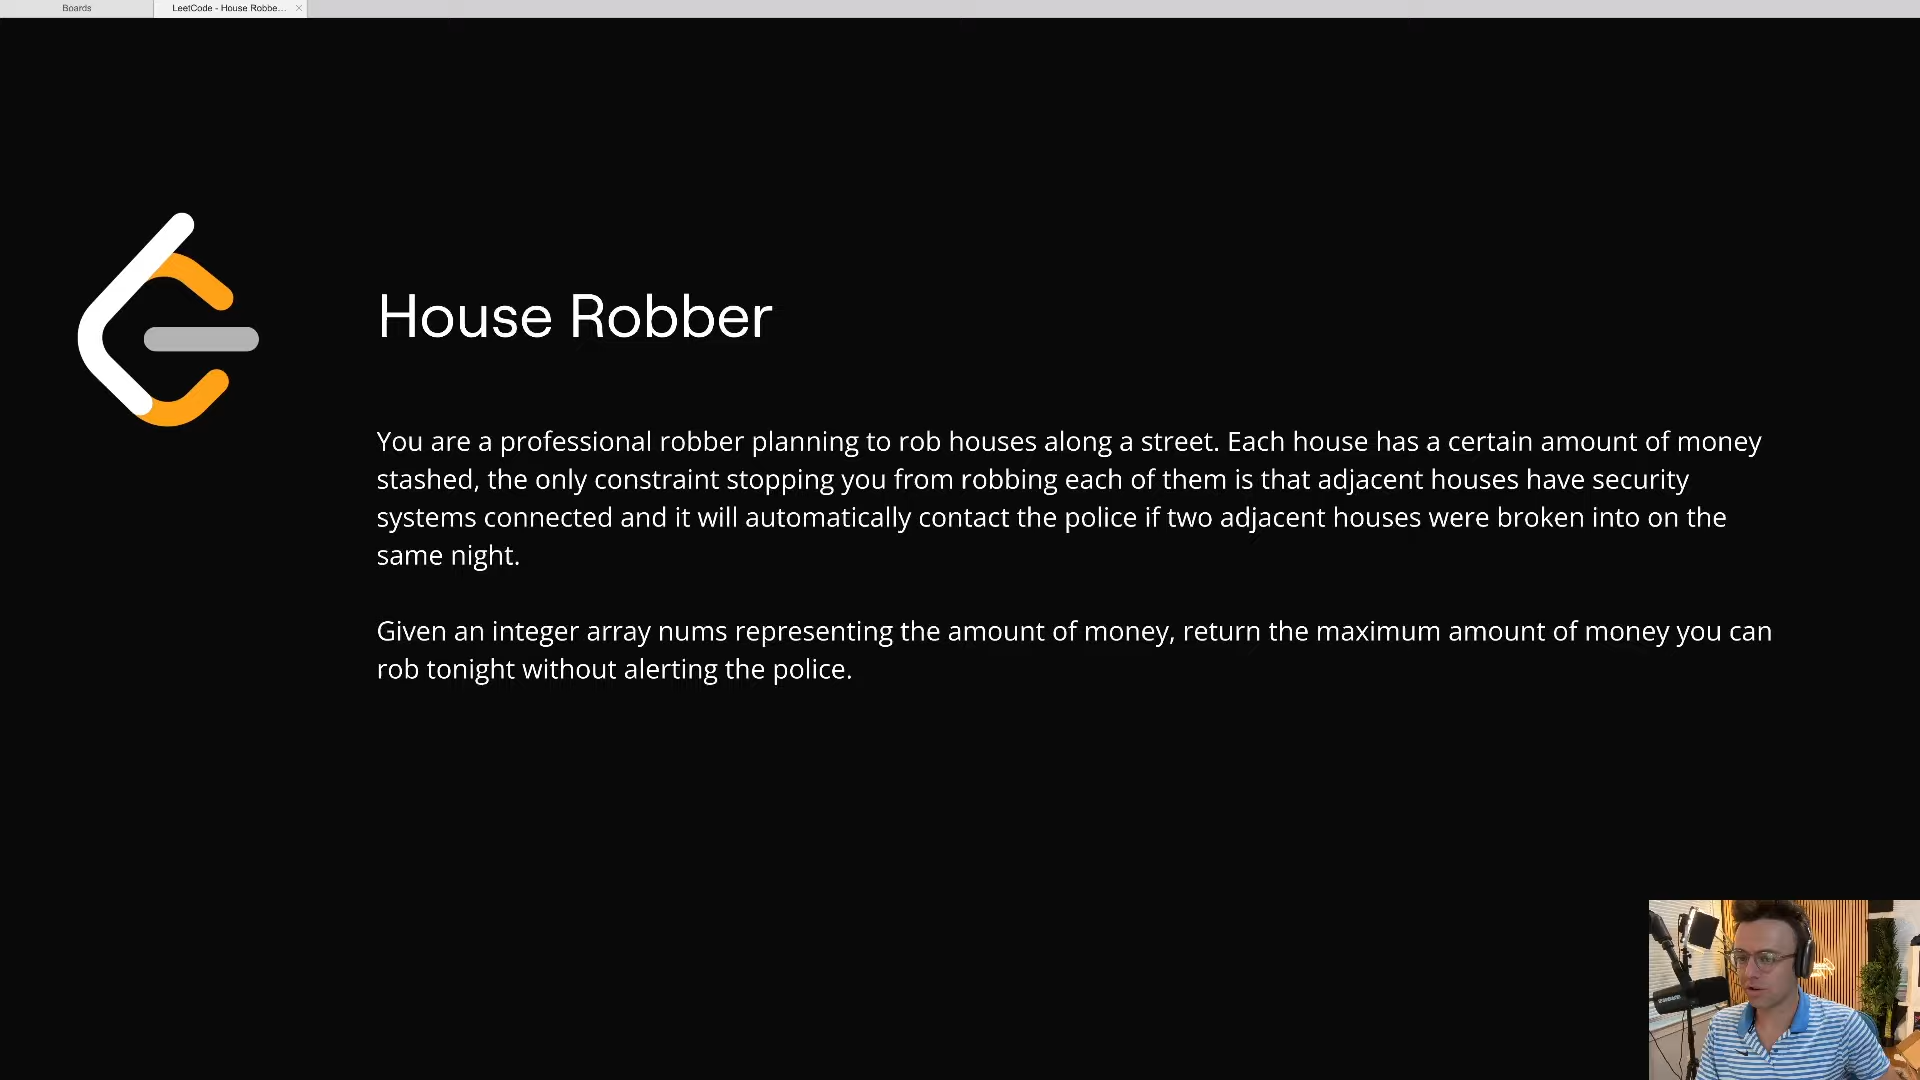 Boards
LeetCode - House Robbe...
House Robber
You are a professional robber planning to rob houses along a street. Each house has a certain amount of money
stashed, the only constraint stopping you from robbing each of them is that adjacent houses have security
systems connected and it will automatically contact the police if two adjacent houses were broken into on the
same night.
Given an integer array nums representing the amount of money, return the maximum amount of money you can
rob tonight without alerting the police.